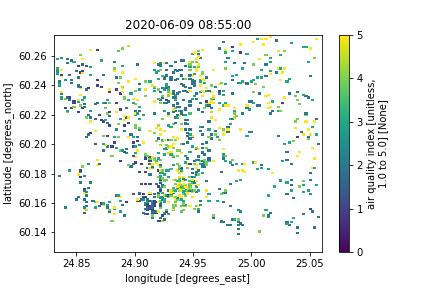 2020-06-09 08:55:00
60.26
60.24
60.22
60.20
60.18
60.16
60.14
latitude [degrees_north]
24.85 24.90 24.95 25.00 25.05
longitude [degrees_east]
5
4
3
2
1
0
air quality index [unitless,
1.0 to 5.0] [None]